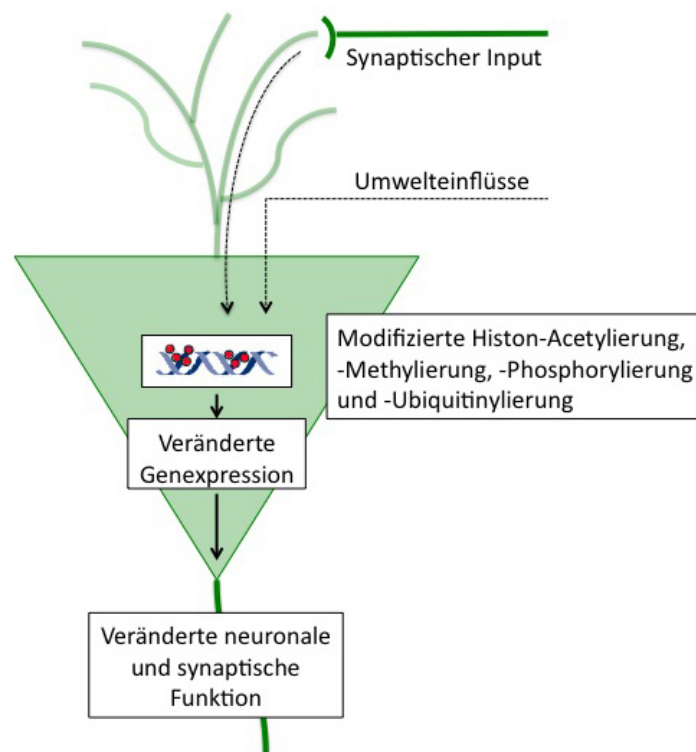 Synaptischer Input
Umwelteinflüsse
Modifizierte Histon-Acetylierung,
-Methylierung, -Phosphorylierung
und -Ubiquitinylierung
Veränderte
Genexpression
Veränderte neuronale
und synaptische
Funktion